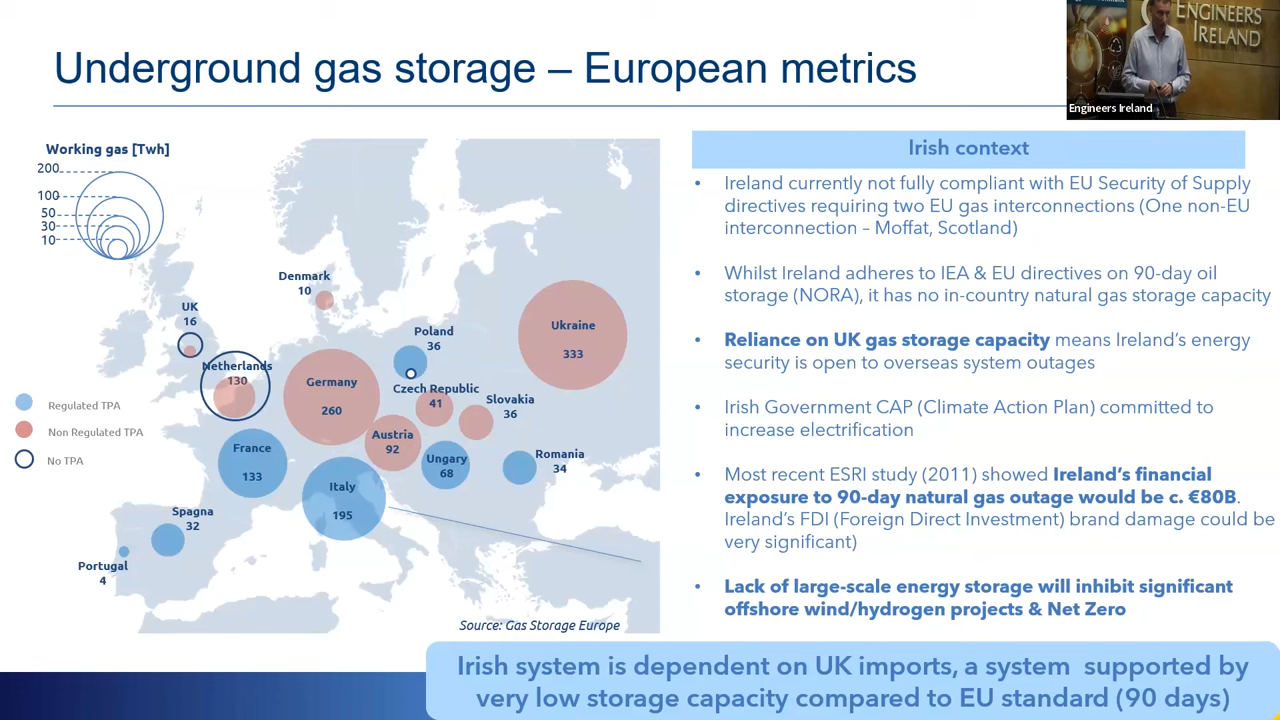 Underground gas storage – European metrics
ENGINEERS
IRELAND
Engineers Ireland
Working gas [Twh]
200
100
50
30
10
Denmark
10
UK
16
Poland
36
Ukraine
333
Netherlands
130
Germany
260
Czech Republic
41
Slovakia
36
Regulated TPA
Non Regulated TPA
No TPA
Austria
92
France
133
Ungary
68
Romania
34
Italy
195
Spagna
32
Portugal
4
Source: Gas Storage Europe
Irish context
• Ireland currently not fully compliant with EU Security of Supply
directives requiring two EU gas interconnections (One non-EU
interconnection – Moffat, Scotland)
• Whilst Ireland adheres to IEA & EU directives on 90-day oil
storage (NORA), it has no in-country natural gas storage capacity
• Reliance on UK gas storage capacity means Ireland’s energy
security is open to overseas system outages
• Irish Government CAP (Climate Action Plan) committed to
increase electrification
• Most recent ESRI study (2011) showed Ireland’s financial
exposure to 90-day natural gas outage would be c. €80B.
Ireland’s FDI (Foreign Direct Investment) brand damage could be
very significant)
• Lack of large-scale energy storage will inhibit significant
offshore wind/hydrogen projects & Net Zero
Irish system is dependent on UK imports, a system supported by
very low storage capacity compared to EU standard (90 days)